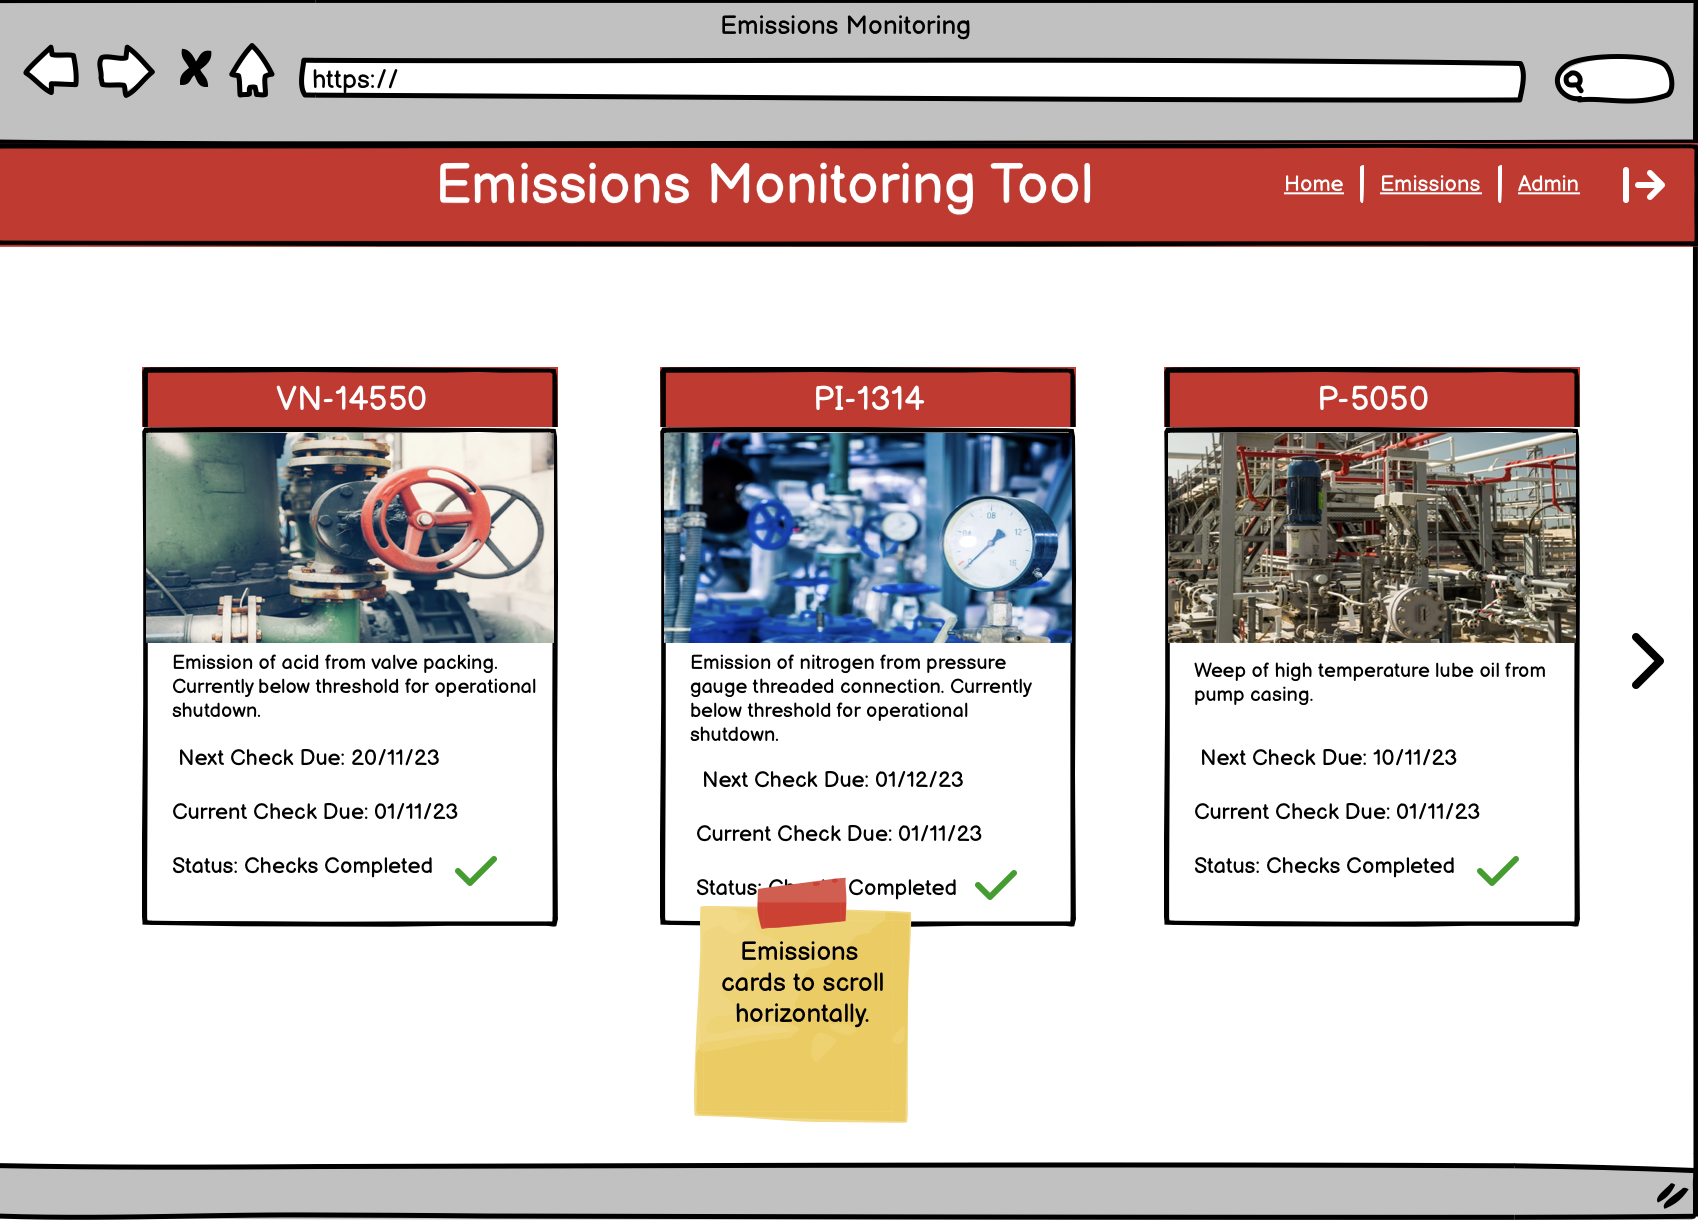 Emissions Monitoring
https://
Emissions Monitoring Tool
Home
Emissions
Admin
VN-14550
Emission of acid from valve packing.
Currently below threshold for operational
shutdown.
Next Check Due: 20/11/23
Current Check Due: 01/11/23
Status: Checks Completed
PI-1314
08
12
16
Emission of nitrogen from pressure
gauge threaded connection. Currently
below threshold for operational
shutdown.
Next Check Due: 01/12/23
Current Check Due: 01/11/23
Status: Completed
Emissions
cards to scroll
horizontally.
P-5050
Weep of high temperature lube oil from
pump casing.
Next Check Due: 10/11/23
Current Check Due: 01/11/23
Status: Checks Completed